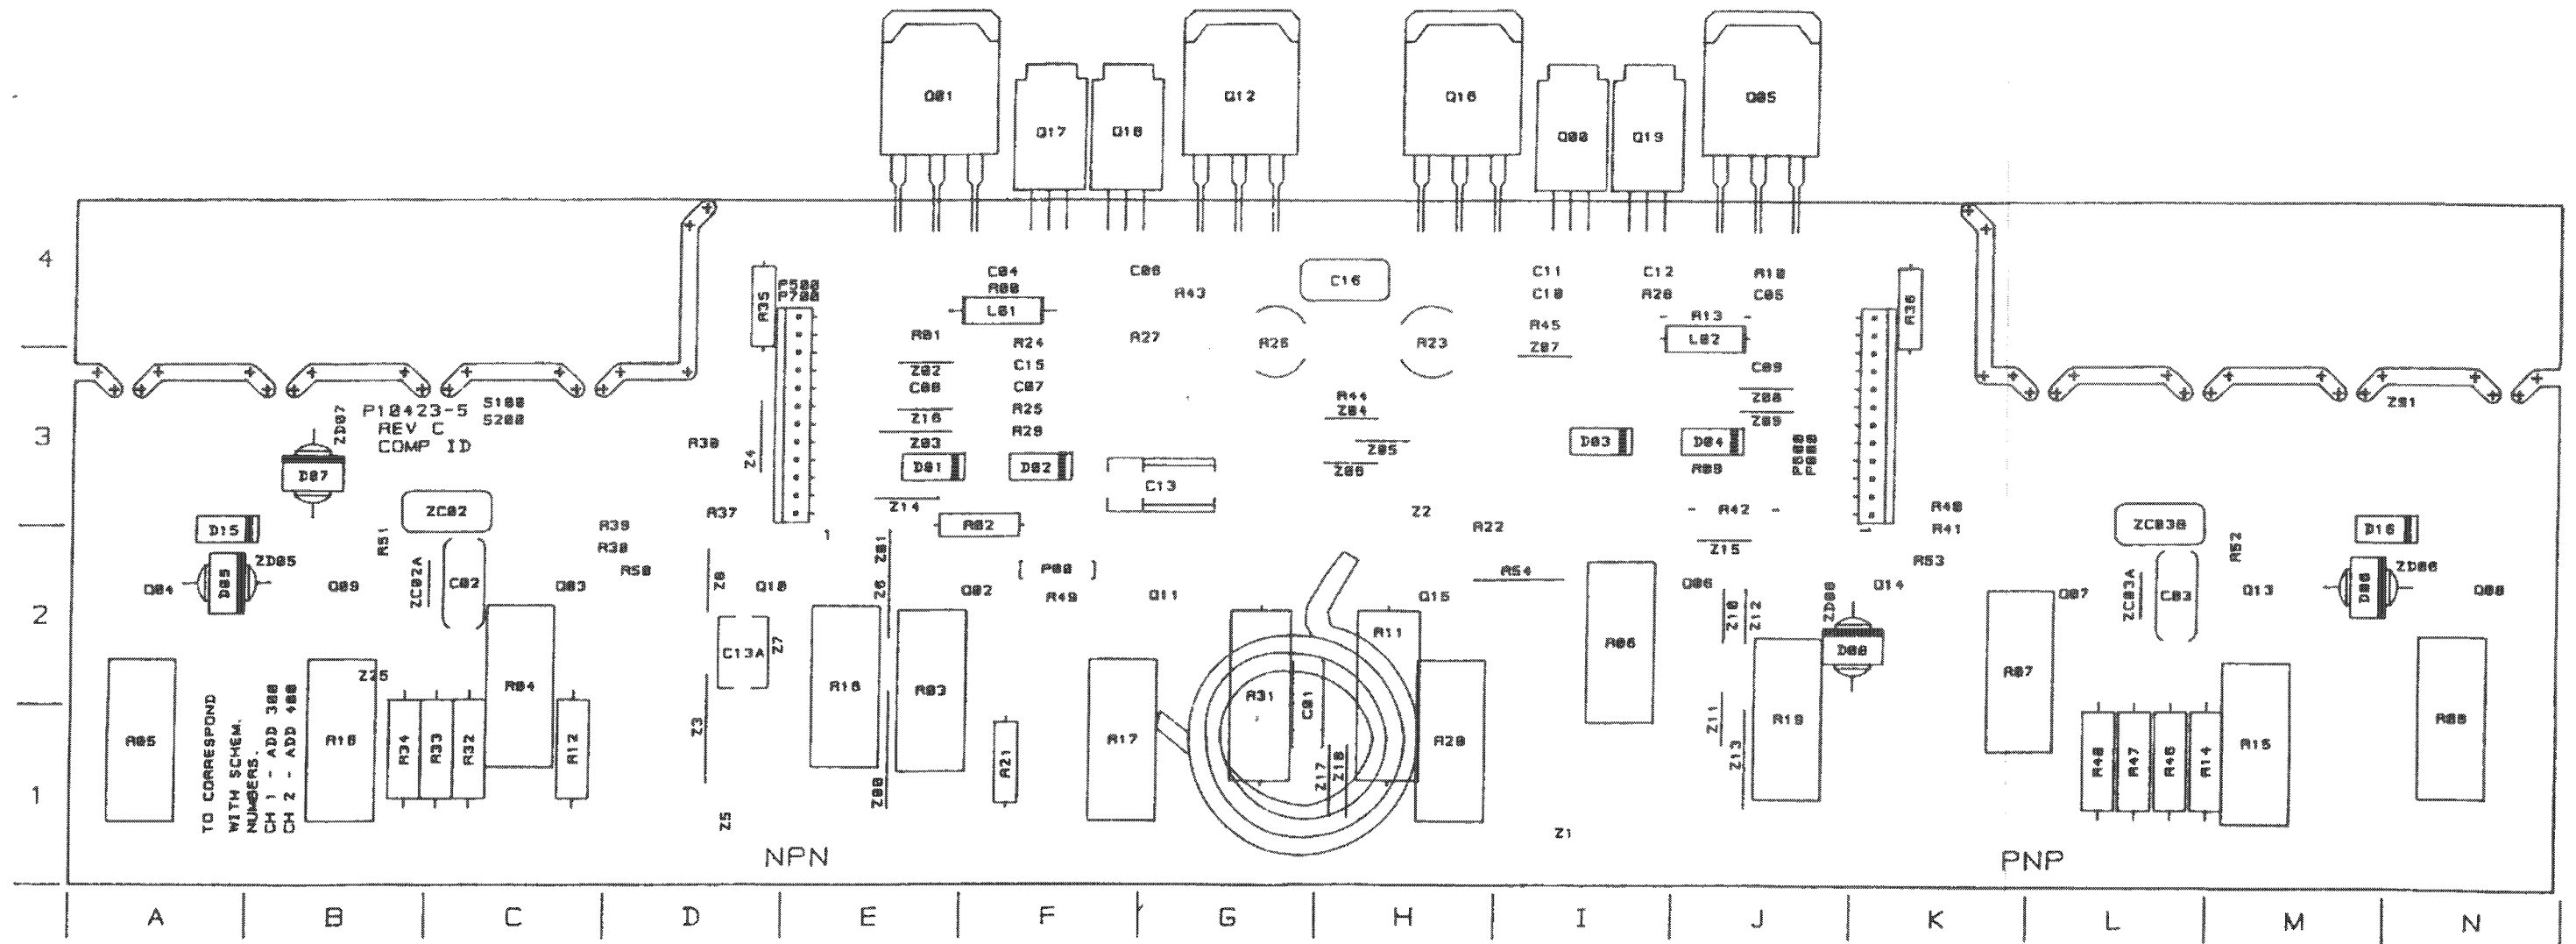 Q01
Q17
Q18
Q12
Q16
Q19
Q05
4
3
2
1
R35
P500
P700
C04
R00
L01
C06
R43
C16
C11
C10
C12
R28
R10
C05
R36
R01
R24
R27
R26
R23
R45
Z07
R13
L02
Z02
C08
Z16
Z03
C15
C07
R25
R29
R44
Z04
Z05
Z06
C09
Z08
Z09
Z91
P10423-5
REV C
COMP ID
S100
S200
ZD07
D07
R30
Z4
D01
D02
C13
D03
D04
R09
P600
P800
ZC02
R37
Z14
R02
Z2
R22
R42
R40
R41
ZC03B
D15
D16
R51
R39
R38
R50
1
Z01
Z15
1
R53
R52
Q04
D05
ZD05
Q09
ZC02A
C02
Q03
Z8
Q10
Z6
Q02
[ P00 ]
R49
Q11
Q15
R54
Q06
Z10
Z12
ZD08
Q14
Q07
ZC03A
C03
Q13
D06
ZD06
Q08
C13A
Z7
R11
R06
D08
Z25
R04
R16
R03
R31
C01
R07
R05
TO CORRESPOND
WITH SCHEM.
NUMBERS.
CH 1 - ADD 300
CH 2 - ADD 400
R18
R34
R33
R32
R12
Z3
Z00
R21
R17
Z17
Z18
R20
Z11
Z13
R19
R48
R47
R46
R14
R15
R08
Z5
Z1
NPN
PNP
A
B
C
D
E
F
G
H
I
J
K
L
M
N